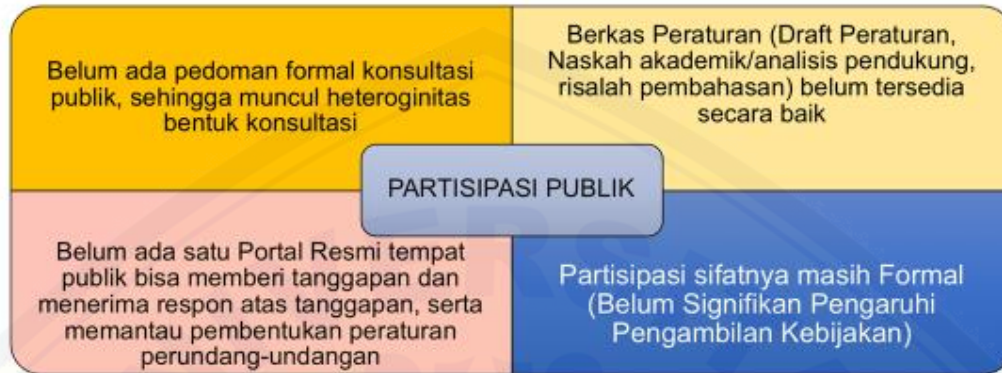 Belum ada pedoman formal konsultasi
publik, sehingga muncul heteroginitas
bentuk konsultasi
Berkas Peraturan (Draft Peraturan,
Naskah akademik/analisis pendukung,
risalah pembahasan) belum tersedia
secara baik
PARTISIPASI PUBLIK
Belum ada satu Portal Resmi tempat
publik bisa memberi tanggapan dan
menerima respon atas tanggapan, serta
memantau pembentukan peraturan
perundang-undangan
Partisipasi sifatnya masih Formal
(Belum Signifikan Pengaruhi
Pengambilan Kebijakan)